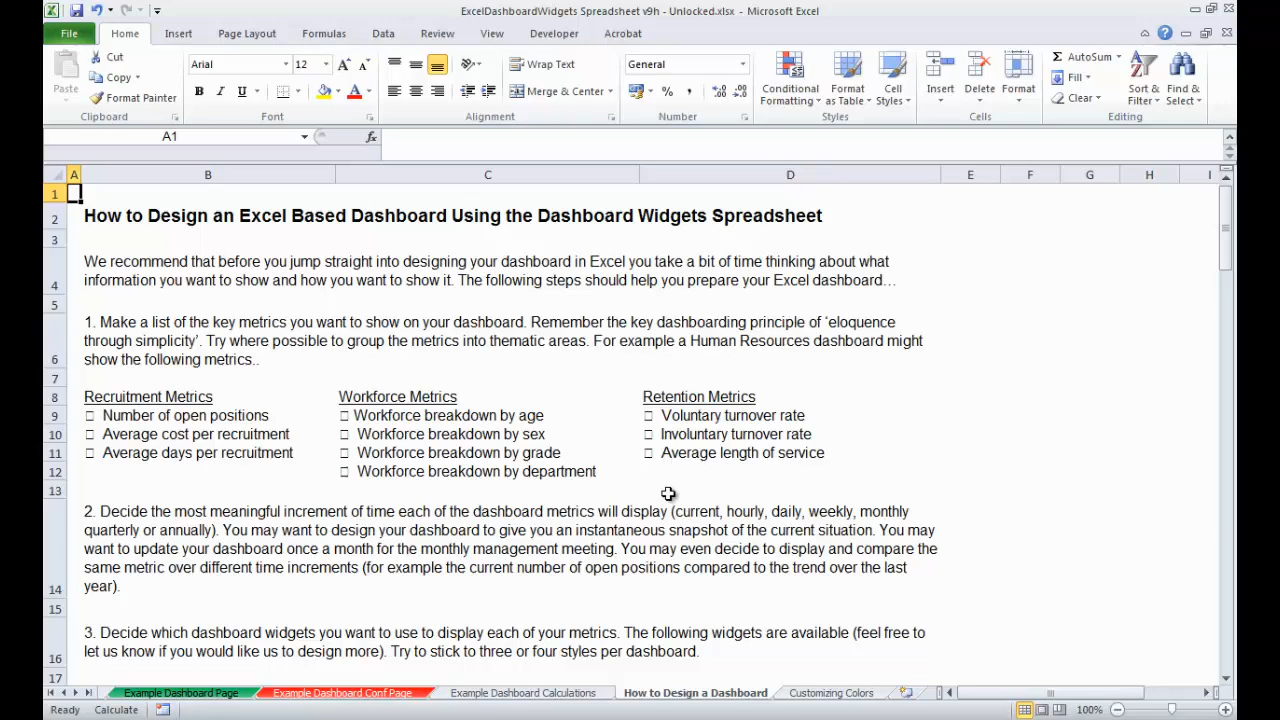 ExcelDashboardWidgets Spreadsheet v9h - Unlocked.xlsx - Microsoft Excel
File Home Insert Page Layout Formulas Data Review View Developer Acrobat
Paste Cut Copy Format Painter Clipboard
Arial 12 B I U Font
Wrap Text Merge & Center Alignment
General % , Number
Conditional Formatting Format as Table Cell Styles Styles
Insert Delete Format Cells
Σ AutoSum Fill Clear Sort & Filter Find & Select Editing
A1 fx
A B C D E F G H I
1
2 How to Design an Excel Based Dashboard Using the Dashboard Widgets Spreadsheet
3
We recommend that before you jump straight into designing your dashboard in Excel you take a bit of time thinking about what
4 information you want to show and how you want to show it. The following steps should help you prepare your Excel dashboard…
5
1. Make a list of the key metrics you want to show on your dashboard. Remember the key dashboarding principle of ‘eloquence
through simplicity’. Try where possible to group the metrics into thematic areas. For example a Human Resources dashboard might
6 show the following metrics..
7
8 Recruitment Metrics Workforce Metrics Retention Metrics
9 □ Number of open positions □ Workforce breakdown by age □ Voluntary turnover rate
10 □ Average cost per recruitment □ Workforce breakdown by sex □ Involuntary turnover rate
11 □ Average days per recruitment □ Workforce breakdown by grade □ Average length of service
12 □ Workforce breakdown by department
13
2. Decide the most meaningful increment of time each of the dashboard metrics will display (current, hourly, daily, weekly, monthly
quarterly or annually). You may want to design your dashboard to give you an instantaneous snapshot of the current situation. You may
want to update your dashboard once a month for the monthly management meeting. You may even decide to display and compare the
same metric over different time increments (for example the current number of open positions compared to the trend over the last
14 year).
15
3. Decide which dashboard widgets you want to use to display each of your metrics. The following widgets are available (feel free to
16 let us know if you would like us to design more). Try to stick to three or four styles per dashboard.
17
Example Dashboard Page Example Dashboard Conf Page Example Dashboard Calculations How to Design a Dashboard Customizing Colors
Ready Calculate 100%